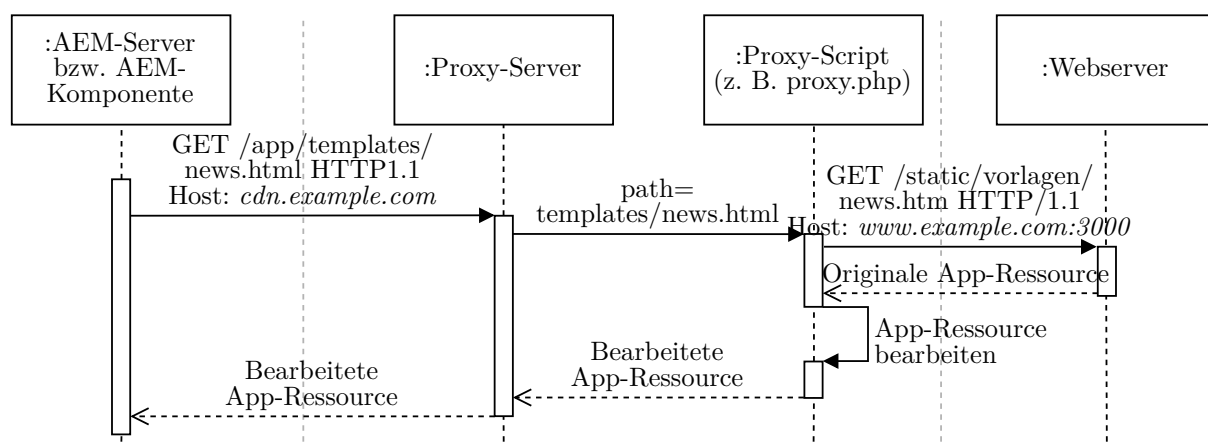 :AEM-Server
bzw. AEM-
Komponente
:Proxy-Server
:Proxy-Script
(z. B. proxy.php)
:Webserver
GET /app/templates/
news.html HTTP1.1
Host: cdn.example.com
path=
templates/news.html
GET /static/vorlagen/
news.htm HTTP/1.1
Host: www.example.com:3000
Originale App-Ressource
App-Ressource
bearbeiten
Bearbeitete
App-Ressource
Bearbeitete
App-Ressource